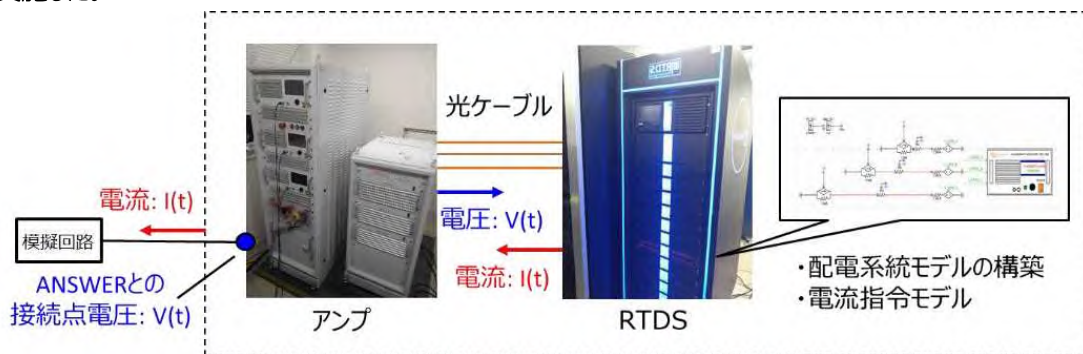 光ケーブル
電流: I(t)
電圧: V(t)
模擬回路
電流: I(t)
ANSWERとの
接続点電圧: V(t)
・配電系統モデルの構築
・電流指令モデル
アンプ
RTDS